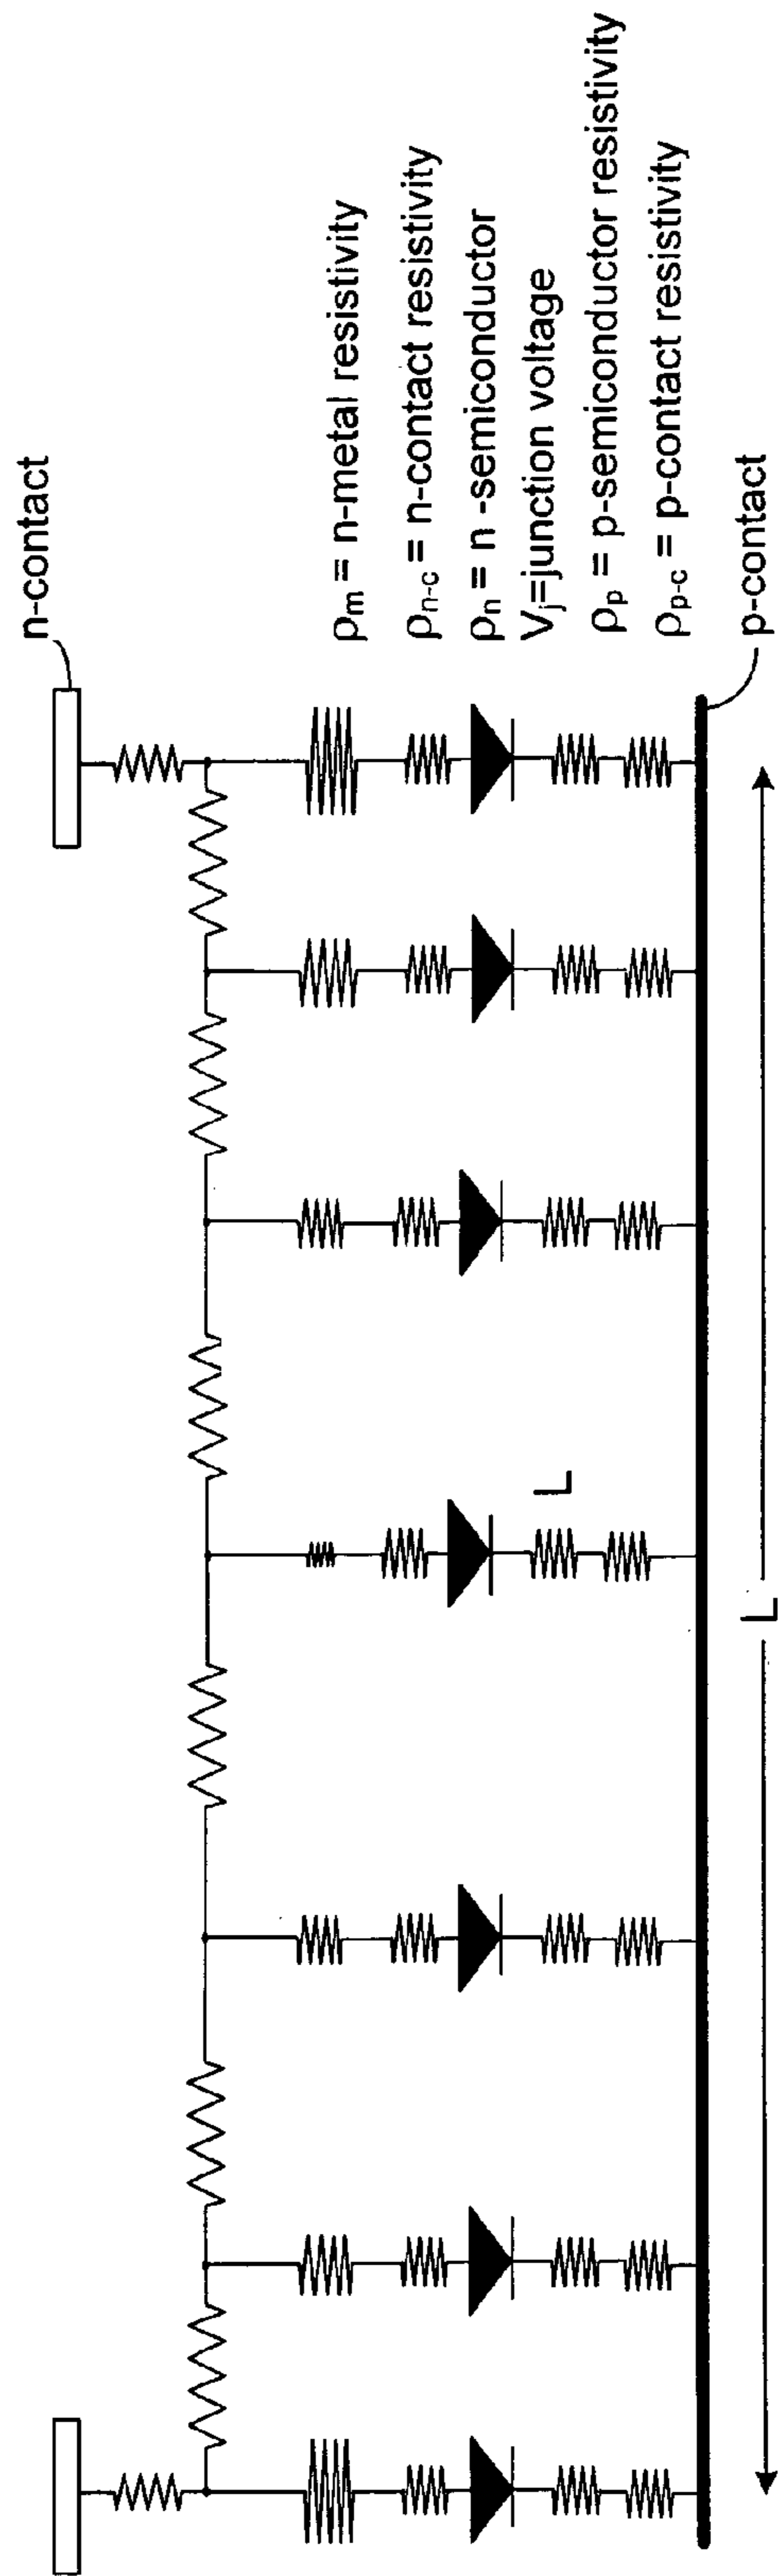 n-contact
ρm = n-metal resistivity
ρn-c = n-contact resistivity
ρn = n -semiconductor
Vj=junction voltage
ρp = p-semiconductor resistivity
ρp-c = p-contact resistivity
p-contact
L
L